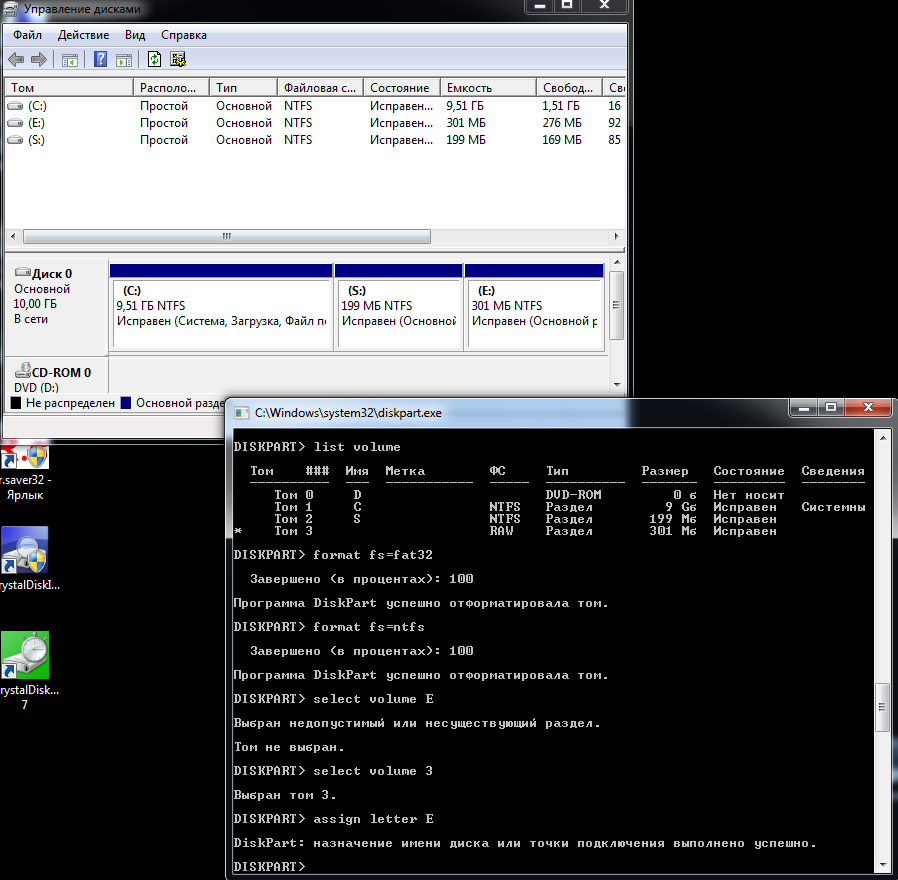 Управление дисками
Файл Действие Вид Справка
Том Располо... Тип Файловая с... Состояние Емкость Свобод... Св
(C:) Простой Основной NTFS Исправен... 9,51 ГБ 1,51 ГБ 16
(E:) Простой Основной NTFS Исправен... 301 МБ 276 МБ 92
(S:) Простой Основной NTFS Исправен... 199 МБ 169 МБ 85
Диск 0
Основной
10,00 ГБ
В сети
(C:)
9,51 ГБ NTFS
Исправен (Система, Загрузка, Файл п
(S:)
199 МБ NTFS
Исправен (Основной
(E:)
301 МБ NTFS
Исправен (Основной р
CD-ROM 0
DVD (D:)
Не распределен Основной разде
r.saver32 -
Ярлык
rystalDiskI...
rystalDisk...
7
C:\Windows\system32\diskpart.exe
DISKPART> list volume
Том ### Имя Метка ФС Тип Размер Состояние Сведения
Том 0 D DVD-ROM 0 б Нет носит
Том 1 C NTFS Раздел 9 Gб Исправен Системны
Том 2 S NTFS Раздел 199 Mб Исправен
* Том 3 RAW Раздел 301 Mб Исправен
DISKPART> format fs=fat32
Завершено (в процентах): 100
Программа DiskPart успешно отформатировала том.
DISKPART> format fs=ntfs
Завершено (в процентах): 100
Программа DiskPart успешно отформатировала том.
DISKPART> select volume E
Выбран недопустимый или несуществующий раздел.
Том не выбран.
DISKPART> select volume 3
Выбран том 3.
DISKPART> assign letter E
DiskPart: назначение имени диска или точки подключения выполнено успешно.
DISKPART>